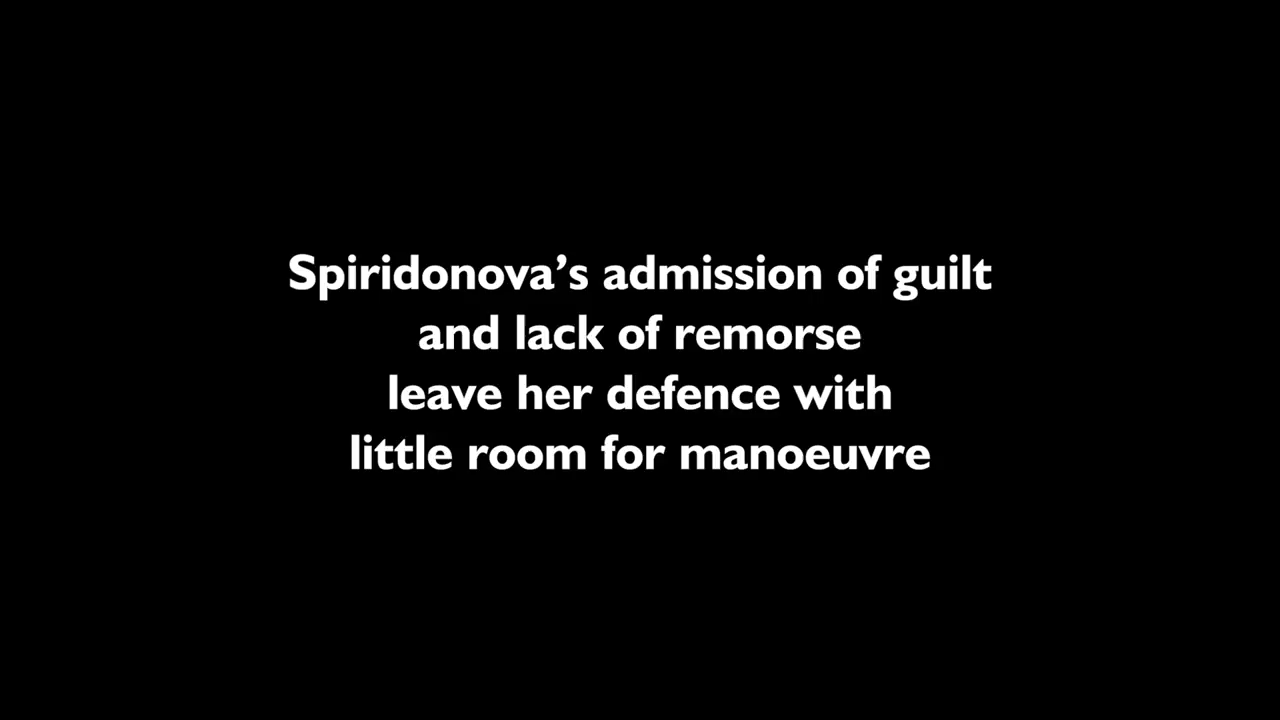 Spiridonova’s admission of guilt
and lack of remorse
leave her defence with
little room for manoeuvre